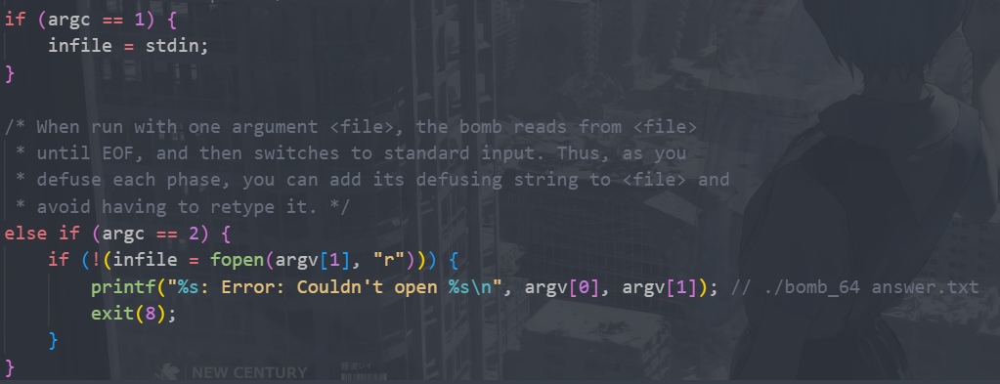 if (argc == 1) {
    infile = stdin;
}

/* When run with one argument <file>, the bomb reads from <file>
 * until EOF, and then switches to standard input. Thus, as you
 * defuse each phase, you can add its defusing string to <file> and
 * avoid having to retype it. */
else if (argc == 2) {
    if (!(infile = fopen(argv[1], "r"))) {
        printf("%s: Error: Couldn't open %s\n", argv[0], argv[1]); // ./bomb_64 answer.txt
        exit(8);
    }
}
NEW CENTURY